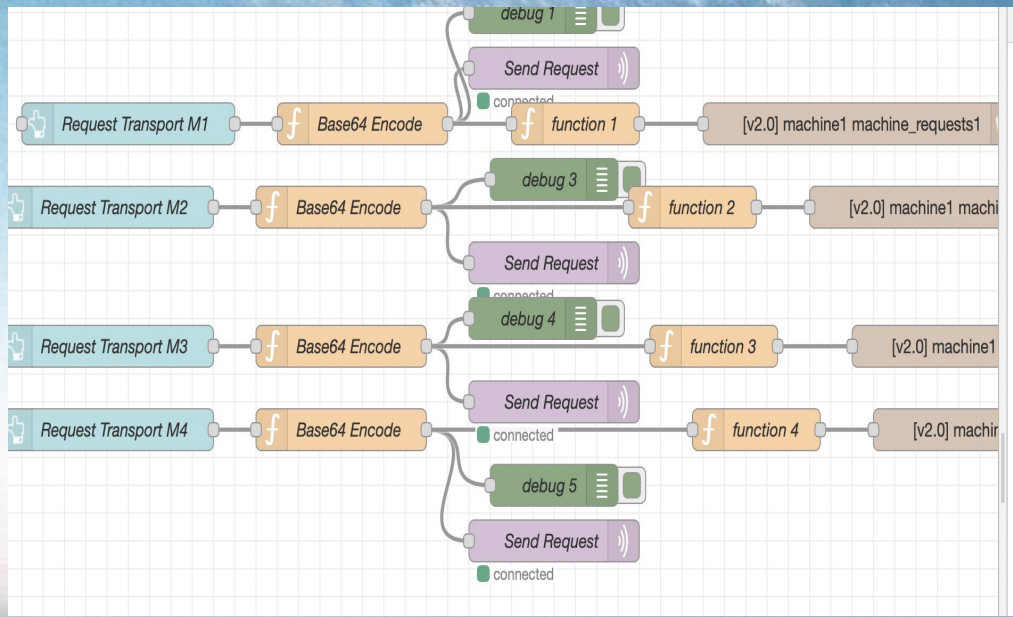 debug 1
Send Request
connected
Request Transport M1
Base64 Encode
function 1
[v2.0] machine1 machine_requests1
debug 3
Request Transport M2
Base64 Encode
function 2
[v2.0] machine1 machi
Send Request
connected
debug 4
Request Transport M3
Base64 Encode
function 3
[v2.0] machine1
Send Request
Request Transport M4
Base64 Encode
connected
function 4
[v2.0] machin
debug 5
Send Request
connected